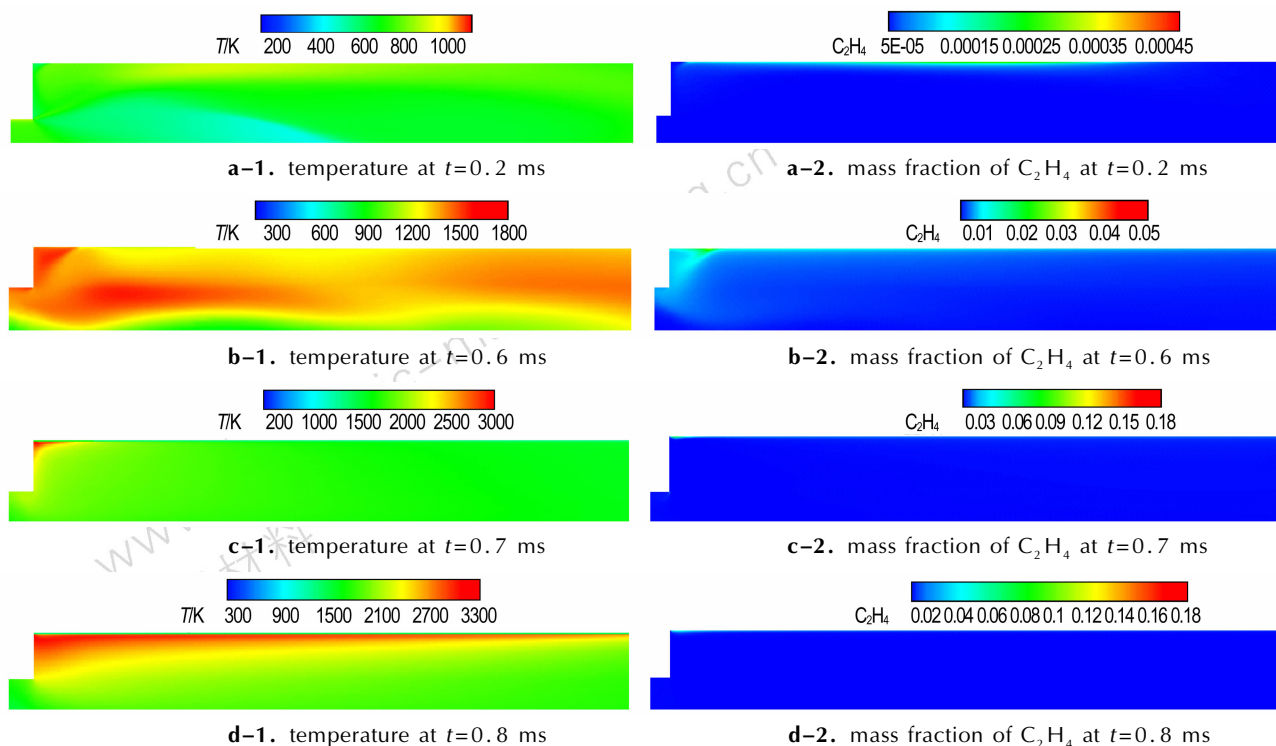 T/K 200 400 600 800 1000
C₂H₄ 5E-05 0.00015 0.00025 0.00035 0.00045
a-1. temperature at t=0.2 ms
a-2. mass fraction of C₂H₄ at t=0.2 ms
T/K 300 600 900 1200 1500 1800
C₂H₄ 0.01 0.02 0.03 0.04 0.05
b-1. temperature at t=0.6 ms
b-2. mass fraction of C₂H₄ at t=0.6 ms
T/K 200 1000 1500 2000 2500 3000
C₂H₄ 0.03 0.06 0.09 0.12 0.15 0.18
c-1. temperature at t=0.7 ms
c-2. mass fraction of C₂H₄ at t=0.7 ms
T/K 300 900 1500 2100 2700 3300
C₂H₄ 0.02 0.04 0.06 0.08 0.1 0.12 0.14 0.16 0.18
d-1. temperature at t=0.8 ms
d-2. mass fraction of C₂H₄ at t=0.8 ms